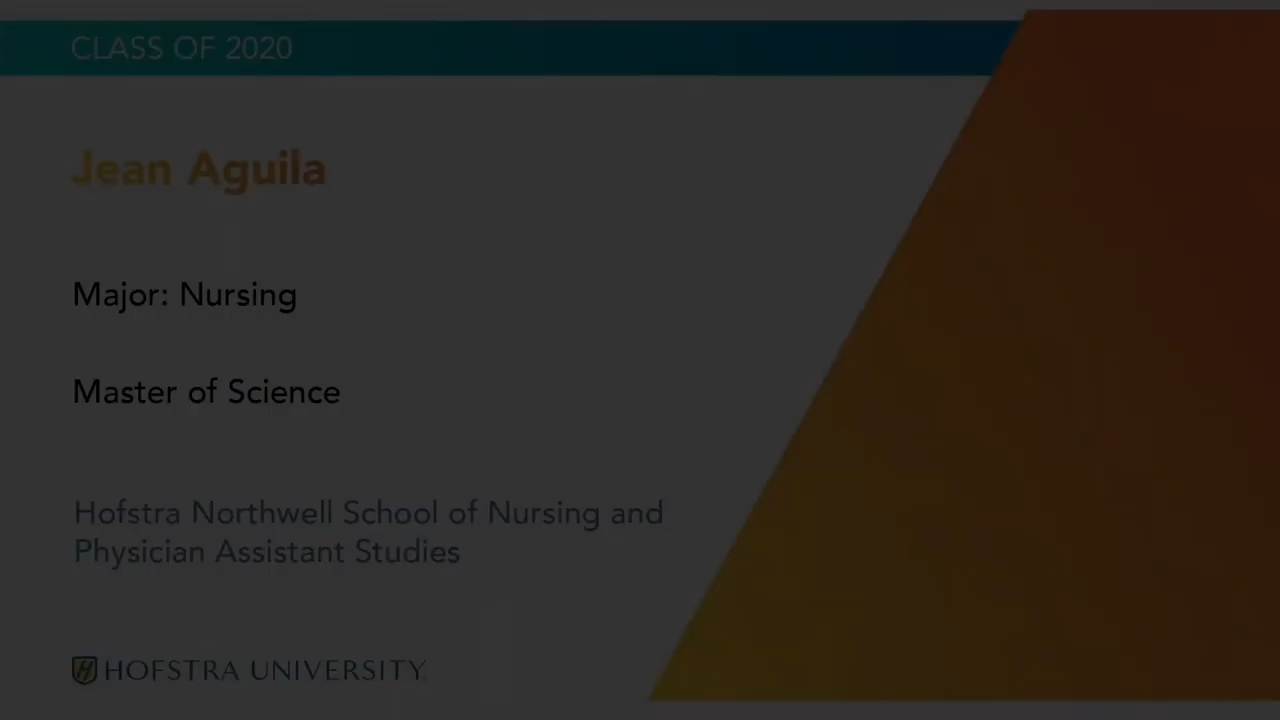 CLASS OF 2020
Jean Aguila
Major: Nursing
Master of Science
Hofstra Northwell School of Nursing and
Physician Assistant Studies
HOFSTRA UNIVERSITY